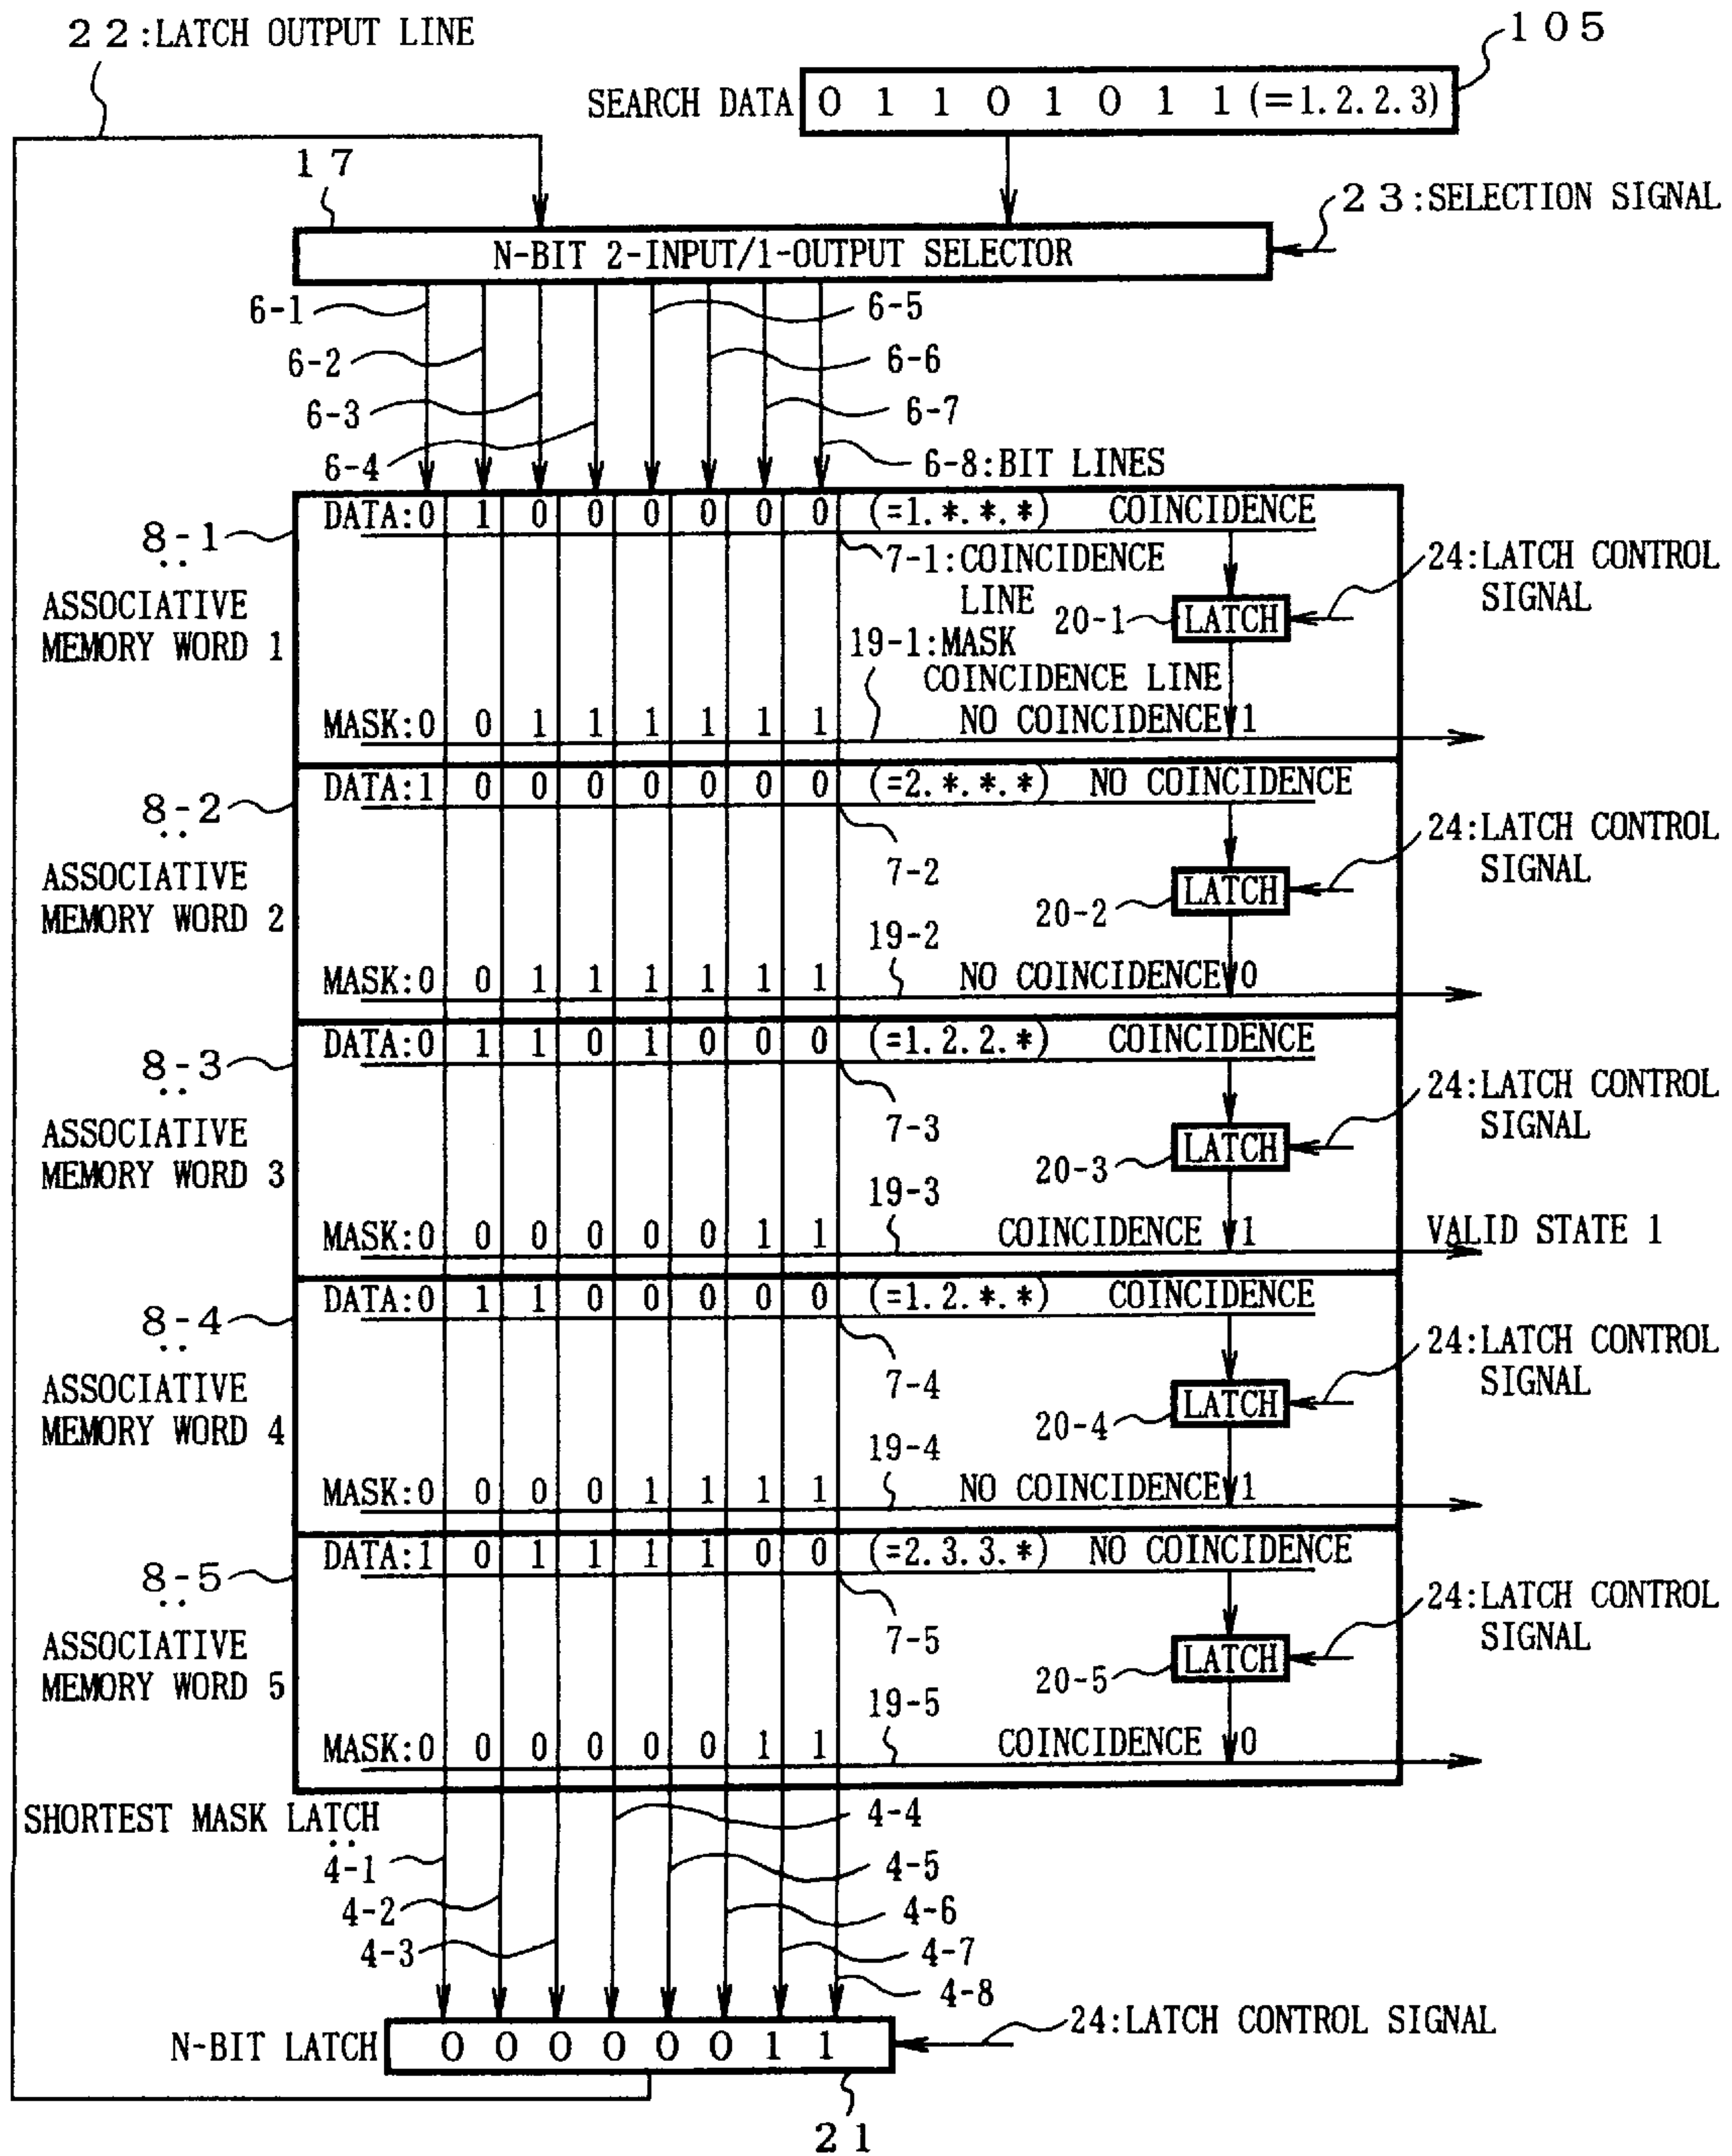 22:LATCH OUTPUT LINE
105
SEARCH DATA 0 1 1 0 1 0 1 1 (=1.2.2.3)
17
23:SELECTION SIGNAL
N-BIT 2-INPUT/1-OUTPUT SELECTOR
6-1
6-5
6-2
6-6
6-3
6-7
6-4
6-8:BIT LINES
DATA:0 1 0 0 0 0 0 0 (=1.*.*.*) COINCIDENCE
8-1
7-1:COINCIDENCE LINE
24:LATCH CONTROL SIGNAL
ASSOCIATIVE MEMORY WORD 1
20-1
LATCH
19-1:MASK COINCIDENCE LINE
MASK:0 0 1 1 1 1 1 1 NO COINCIDENCE 1
DATA:1 0 0 0 0 0 0 0 (=2.*.*.*) NO COINCIDENCE
8-2
24:LATCH CONTROL SIGNAL
7-2
ASSOCIATIVE MEMORY WORD 2
LATCH
20-2
19-2
MASK:0 0 1 1 1 1 1 1 NO COINCIDENCE 0
DATA:0 1 1 0 1 0 0 0 (=1.2.2.*) COINCIDENCE
8-3
24:LATCH CONTROL SIGNAL
7-3
ASSOCIATIVE MEMORY WORD 3
LATCH
20-3
19-3
MASK:0 0 0 0 0 0 1 1 COINCIDENCE 1 VALID STATE 1
DATA:0 1 1 0 0 0 0 0 (=1.2.*.*) COINCIDENCE
8-4
24:LATCH CONTROL SIGNAL
7-4
ASSOCIATIVE MEMORY WORD 4
LATCH
20-4
19-4
MASK:0 0 0 0 1 1 1 1 NO COINCIDENCE 1
DATA:1 0 1 1 1 1 0 0 (=2.3.3.*) NO COINCIDENCE
8-5
24:LATCH CONTROL SIGNAL
7-5
ASSOCIATIVE MEMORY WORD 5
LATCH
20-5
19-5
MASK:0 0 0 0 0 0 1 1 COINCIDENCE 0
SHORTEST MASK LATCH
4-4
4-1
4-5
4-2
4-6
4-3
4-7
4-8
24:LATCH CONTROL SIGNAL
N-BIT LATCH 0 0 0 0 0 0 1 1
21